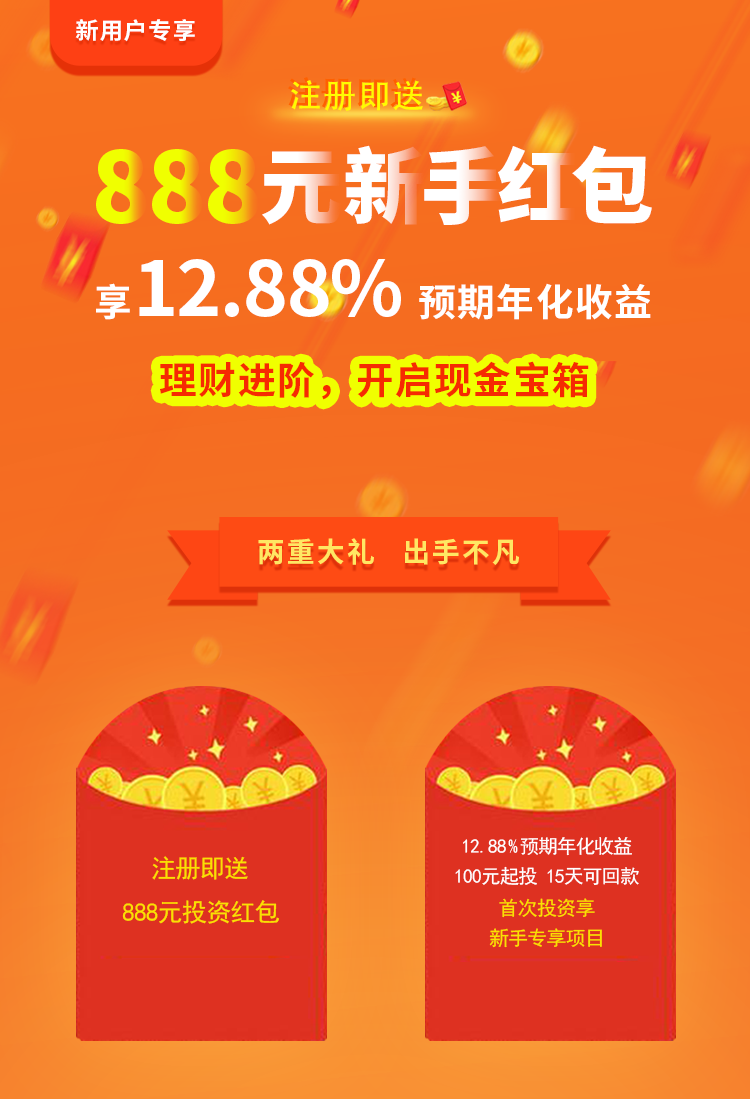 新用户专享
注册即送
888元新手红包
享12.88% 预期年化收益
理财进阶，开启现金宝箱
两重大礼 出手不凡
注册即送
888元投资红包
12.88%预期年化收益
100元起投 15天可回款
首次投资享
新手专享项目